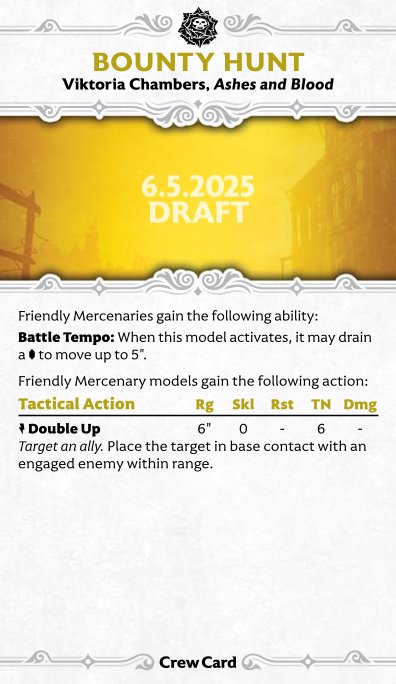 BOUNTY HUNT
Viktoria Chambers, Ashes and Blood
6.5.2025
DRAFT
Friendly Mercenaries gain the following ability:
Battle Tempo: When this model activates, it may drain
a to move up to 5".
Friendly Mercenary models gain the following action:
Tactical Action Rg Skl Rst TN Dmg
Double Up 6" 0 - 6 -
Target an ally. Place the target in base contact with an
engaged enemy within range.
Crew Card